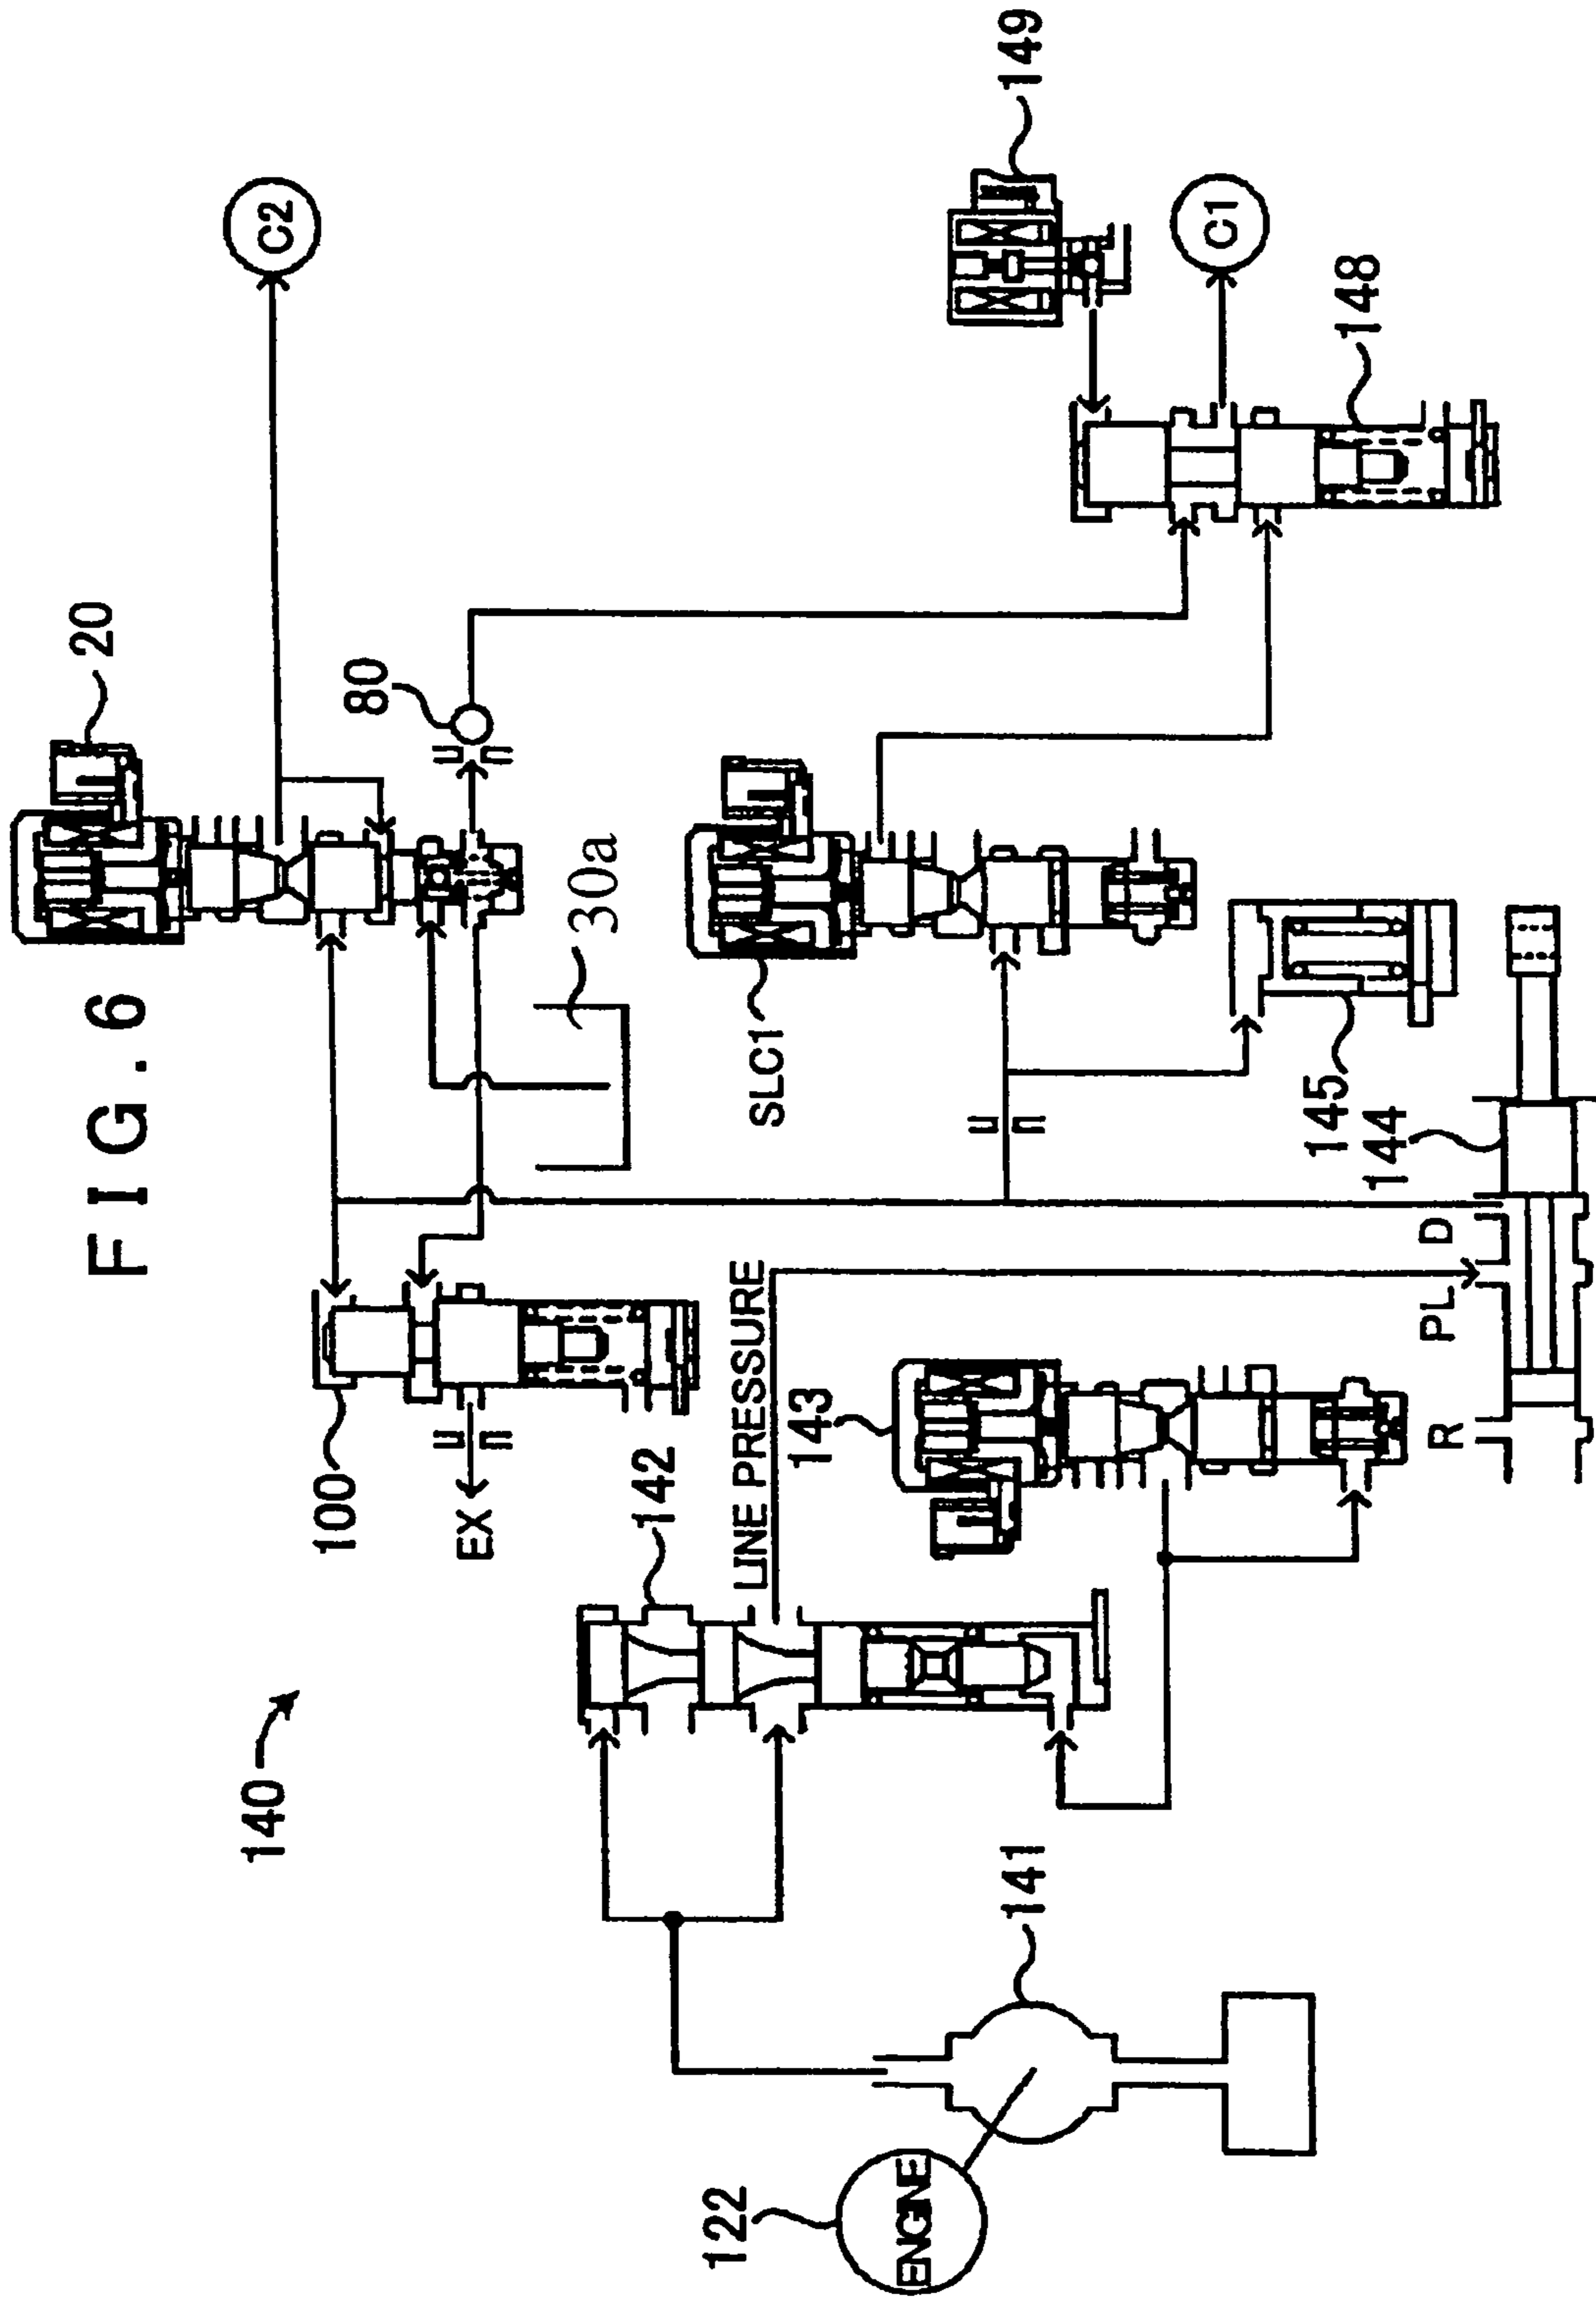 FIG. 6
140
100
EX
142
LINE PRESSURE
143
141
122
ENGINE
20
C2
80
30a
SLC1
149
C1
148
145
144
R
PL
D